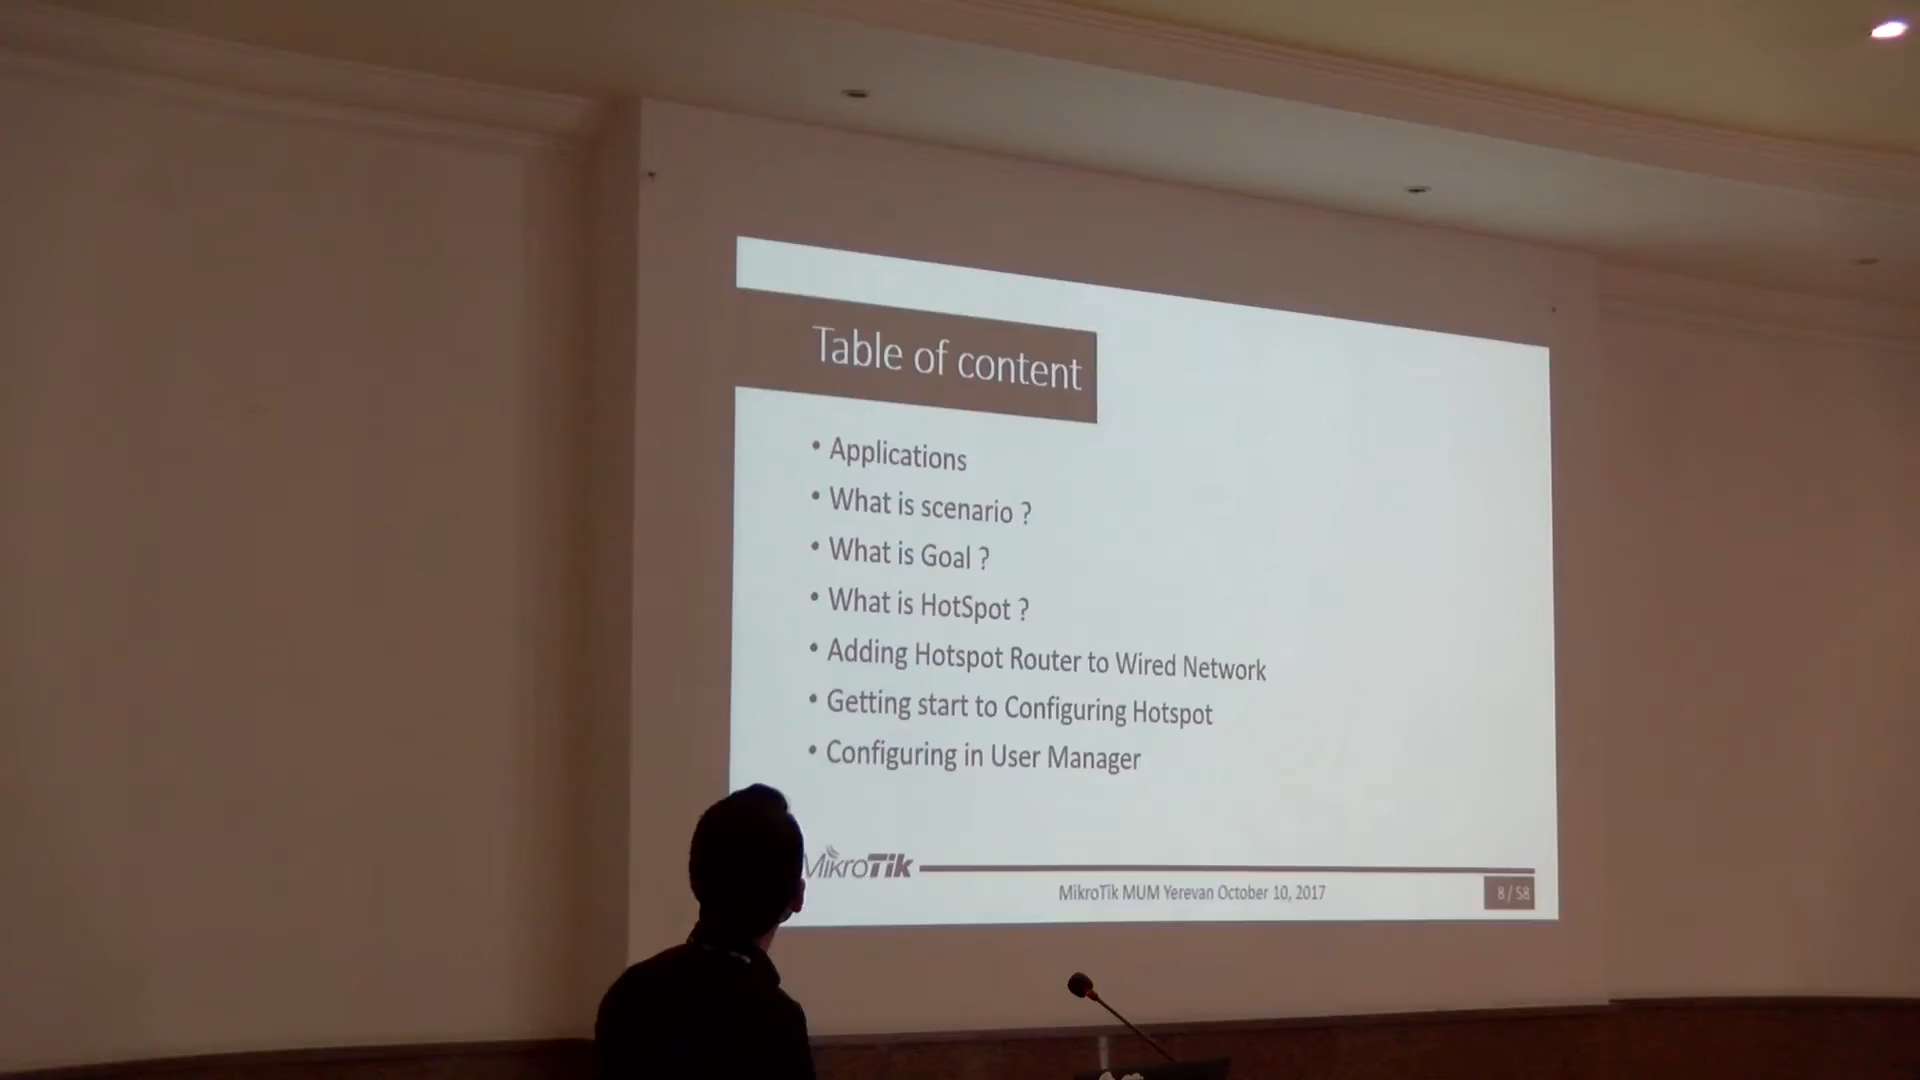 Table of content
• Applications
• What is scenario ?
• What is Goal ?
• What is HotSpot ?
• Adding Hotspot Router to Wired Network
• Getting start to Configuring Hotspot
• Configuring in User Manager
MikroTik
MikroTik MUM Yerevan October 10, 2017
8 / 58